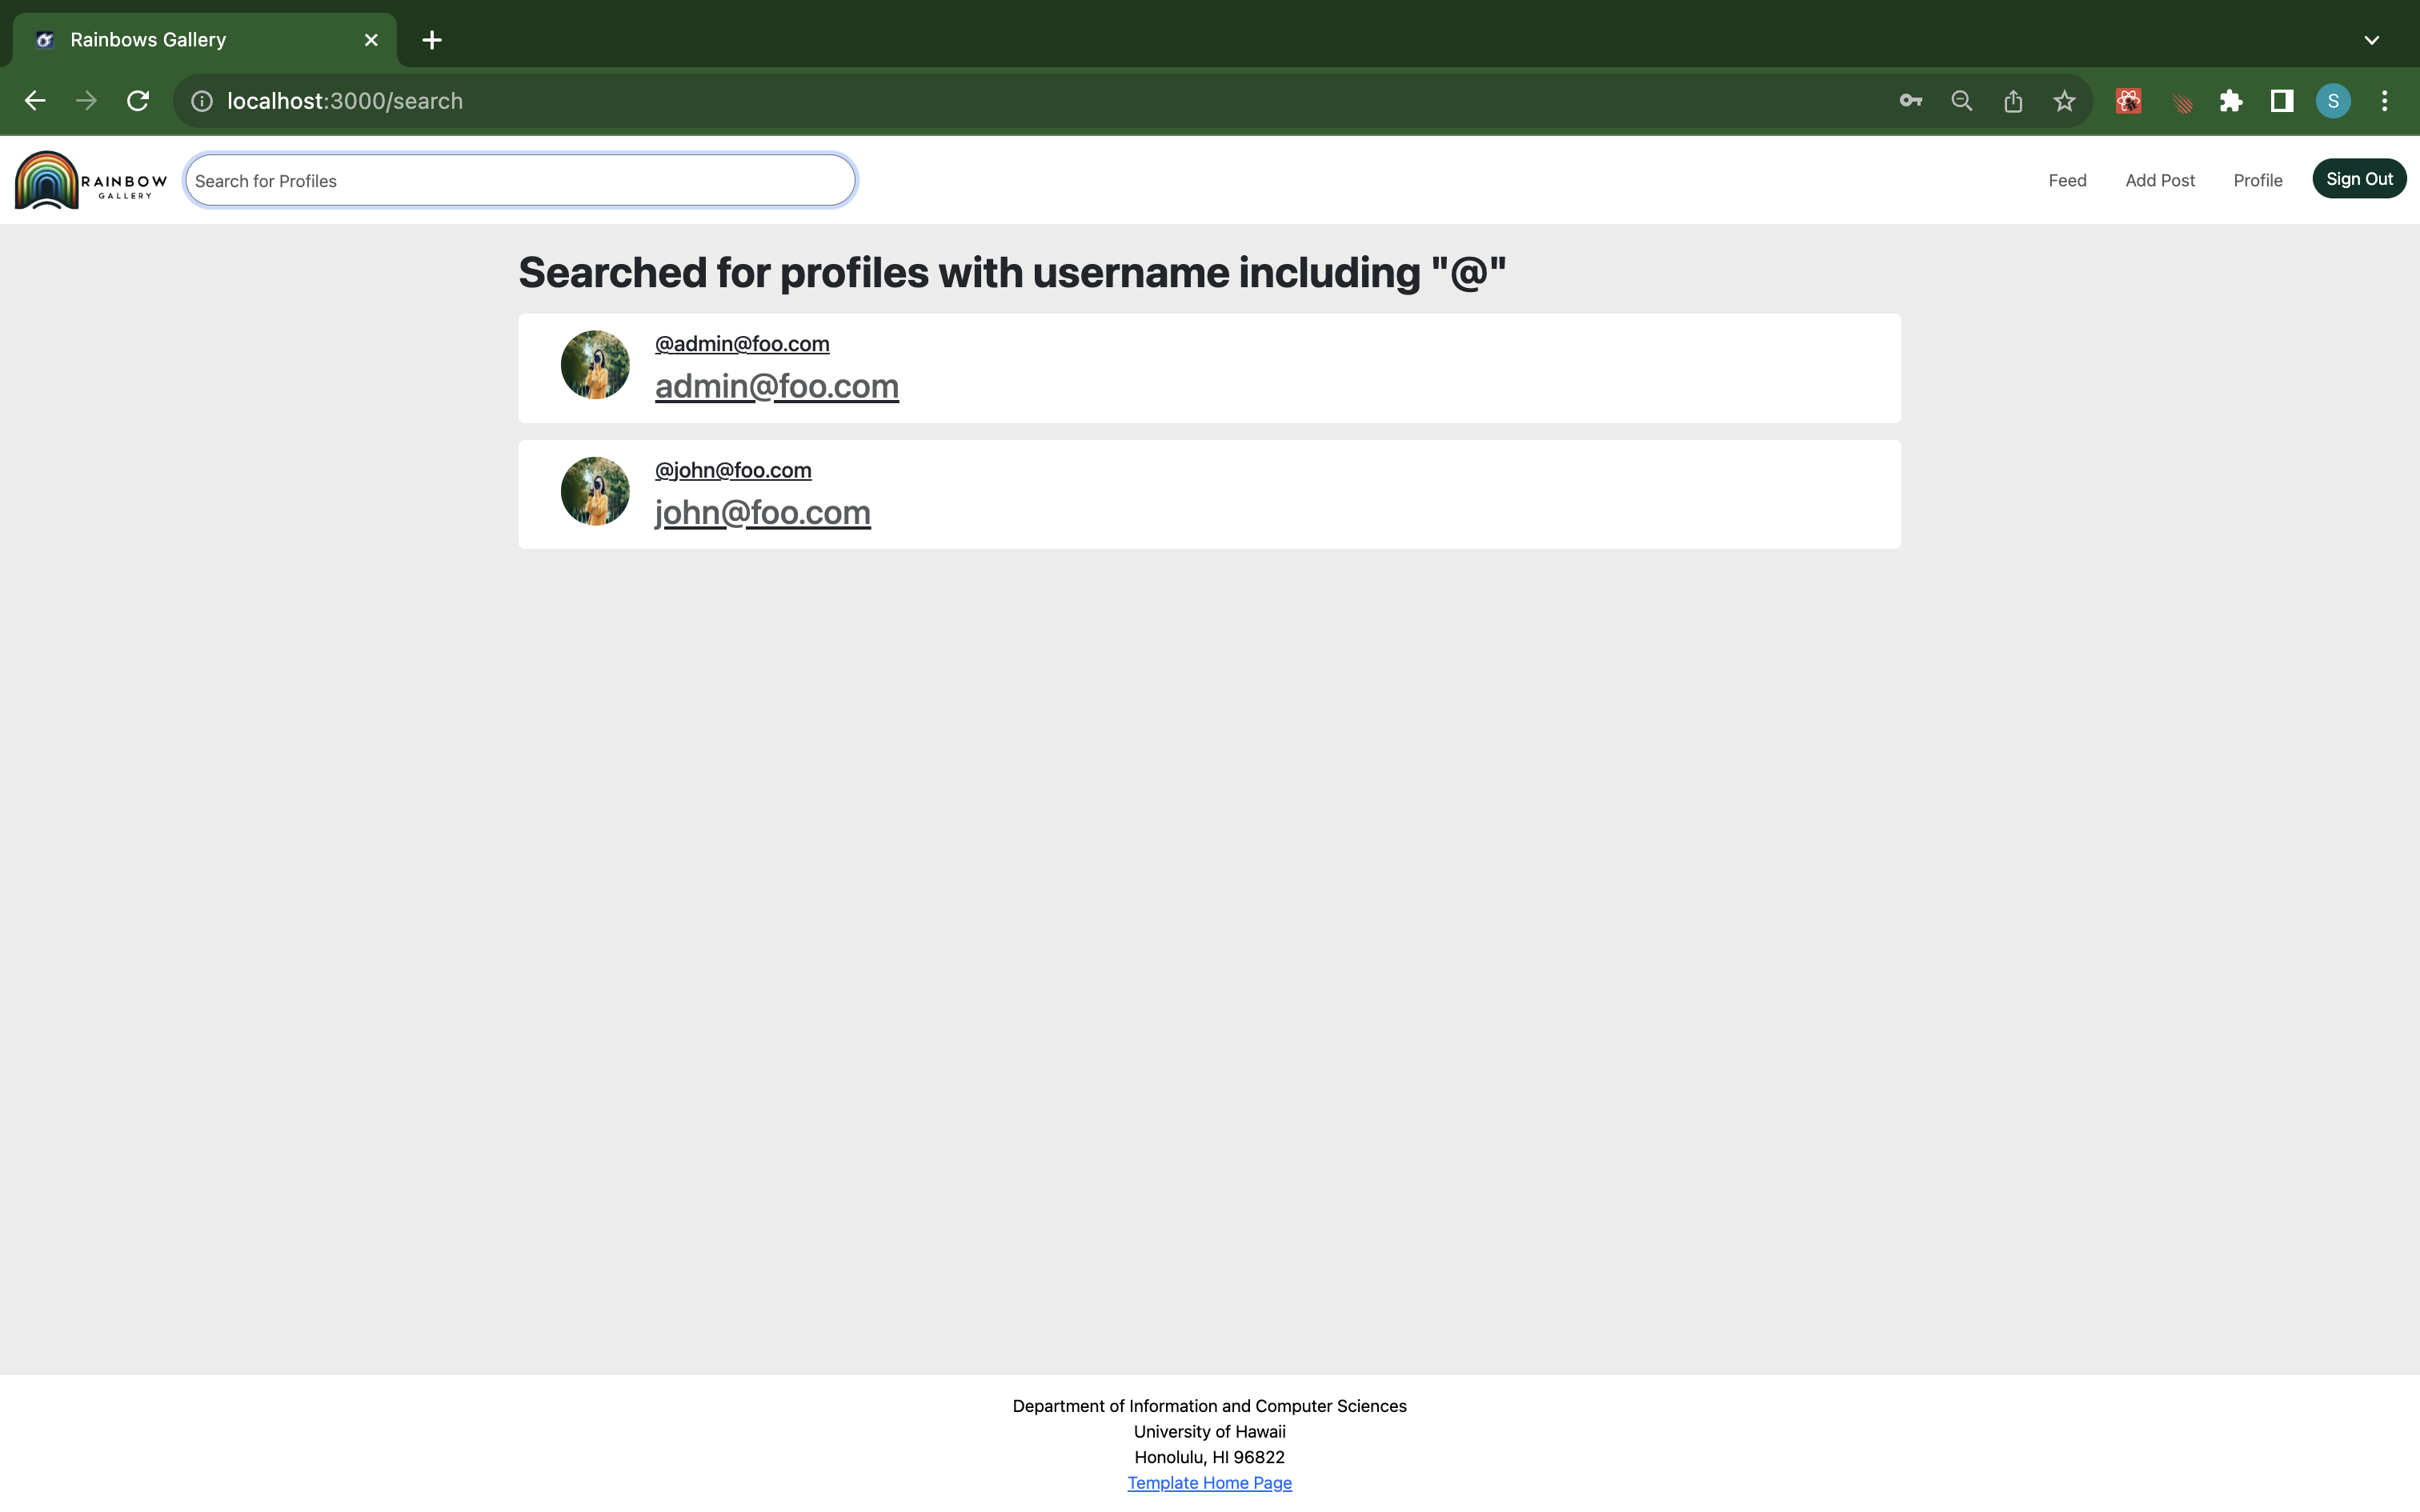 Rainbows Gallery
localhost:3000/search
S
RAINBOW
GALLERY
Search for Profiles
Feed
Add Post
Profile
Sign Out
Searched for profiles with username including "@"
@admin@foo.com
admin@foo.com
@john@foo.com
john@foo.com
Department of Information and Computer Sciences
University of Hawaii
Honolulu, HI 96822
Template Home Page